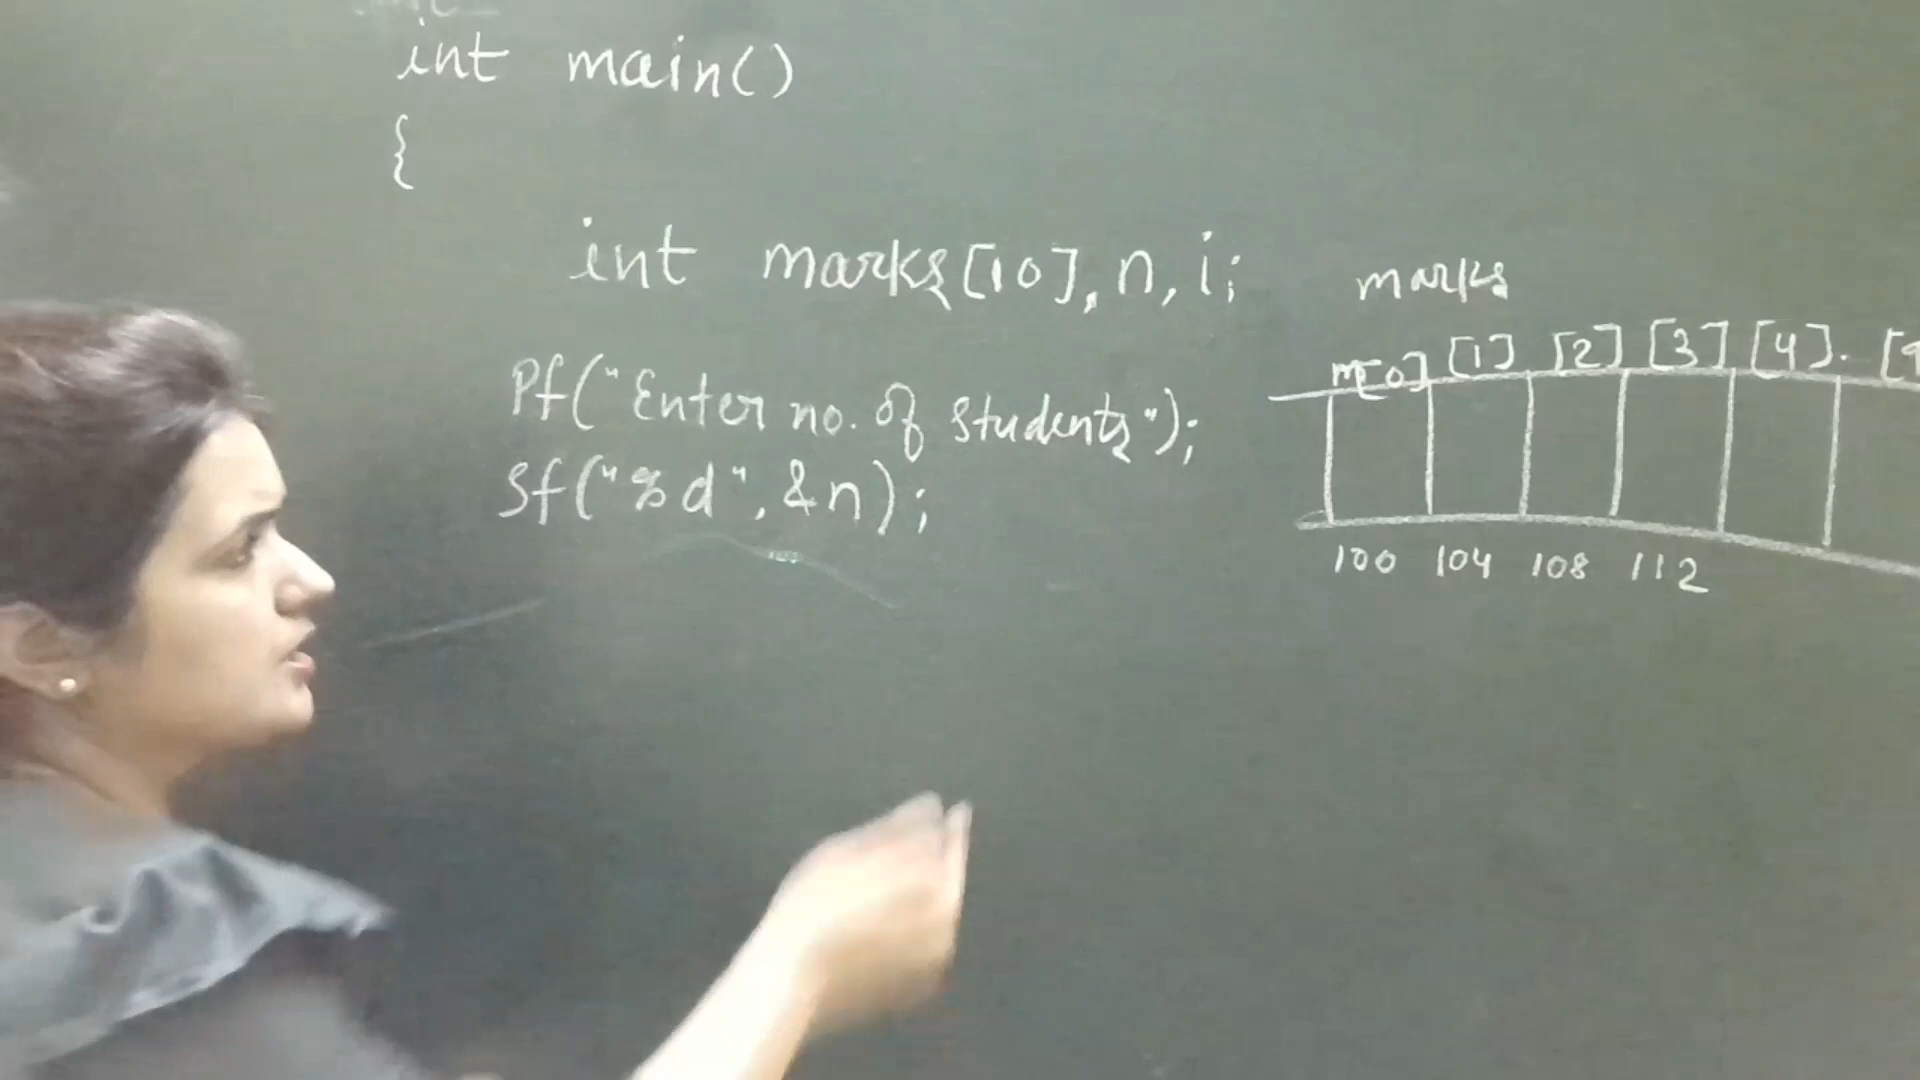 int main()
{
int marks[10], n, i;
Pf("Enter no. of students");
Sf("%d", &n);
marks
m[0] [1] [2] [3] [4]. [9
100 104 108 112